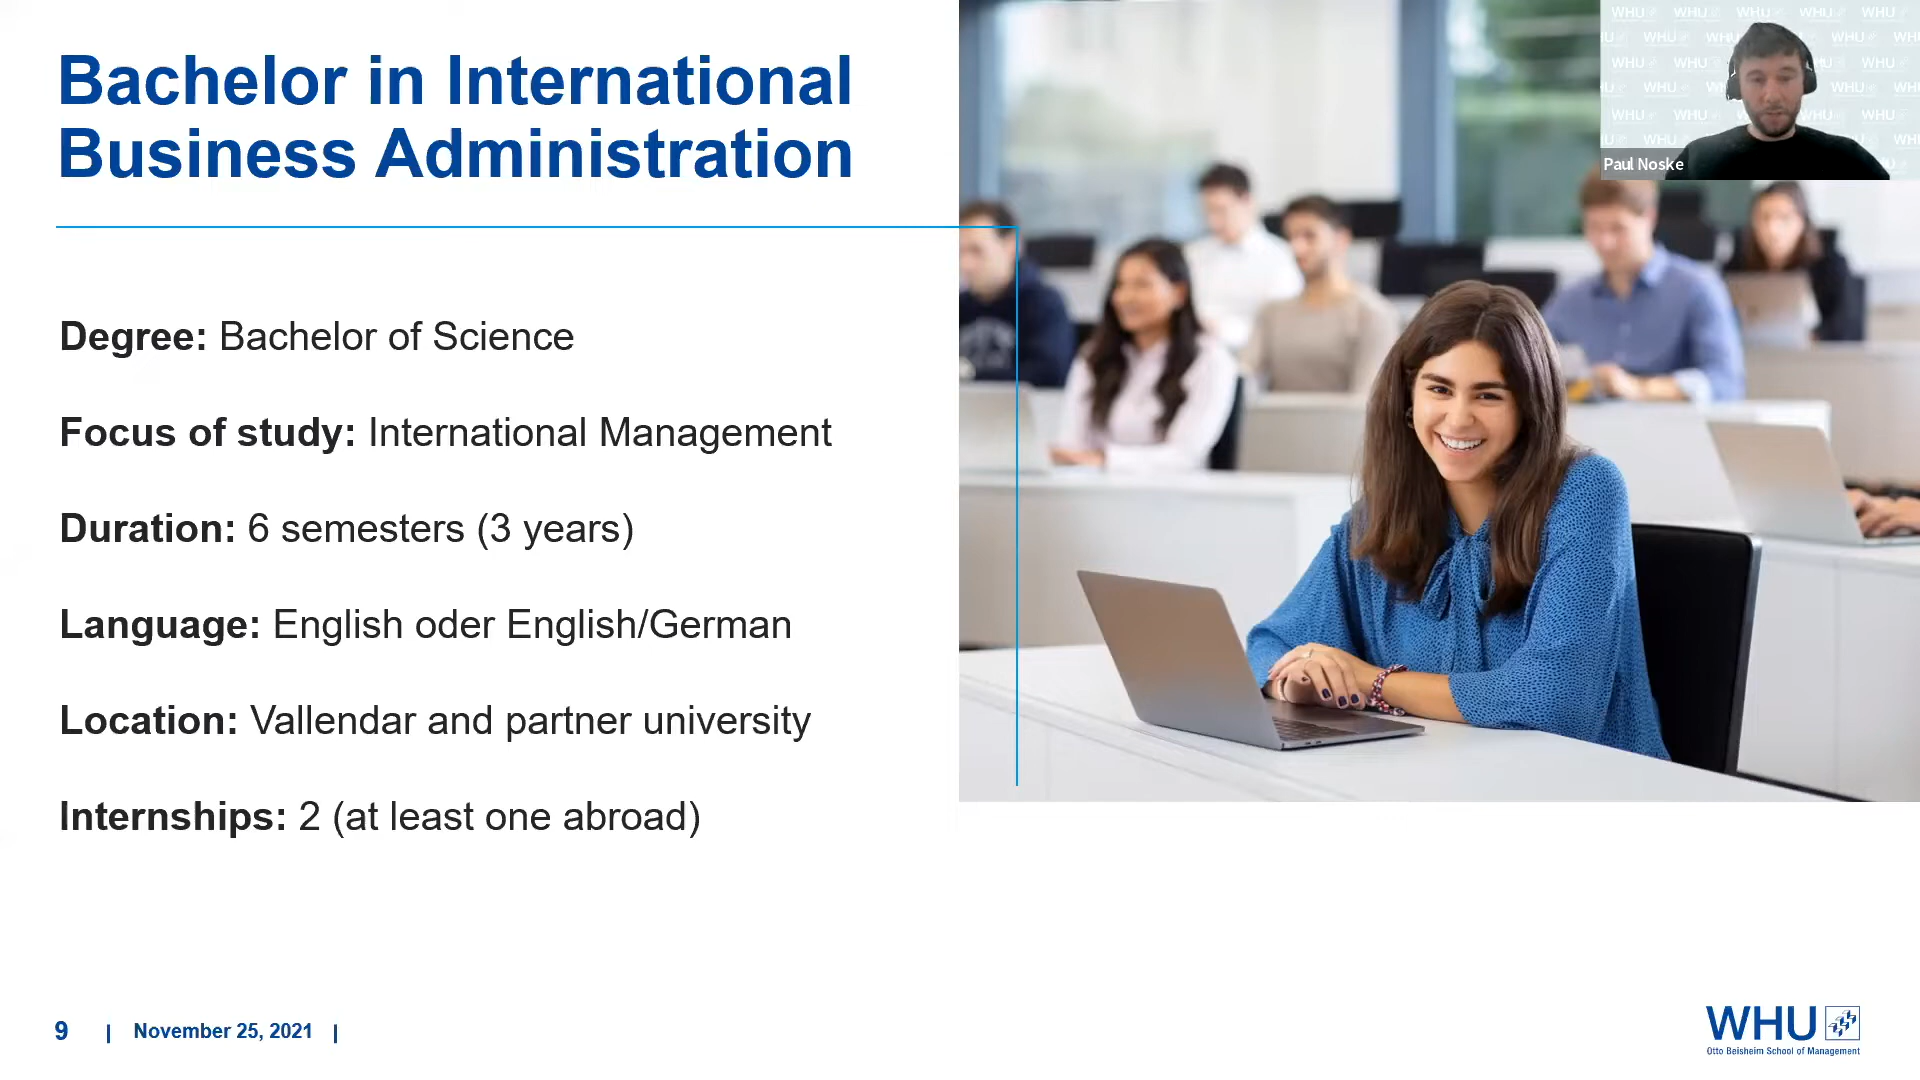 Bachelor in International
Business Administration
Degree: Bachelor of Science
Focus of study: International Management
Duration: 6 semesters (3 years)
Language: English oder English/German
Location: Vallendar and partner university
Internships: 2 (at least one abroad)
Paul Noske
9 | November 25, 2021 |
WHU
Otto Beisheim School of Management